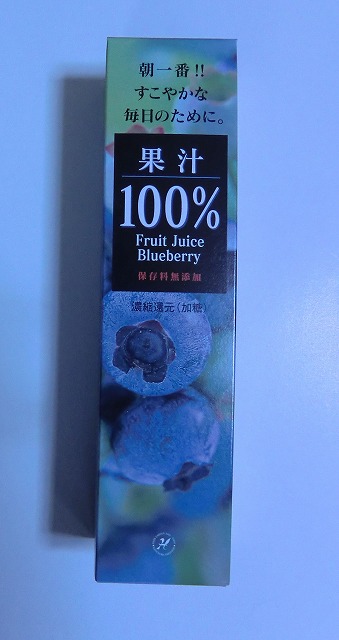 朝一番!!
すこやかな
毎日のために。
果汁
100%
Fruit Juice
Blueberry
保存料無添加
濃縮還元(加糖)